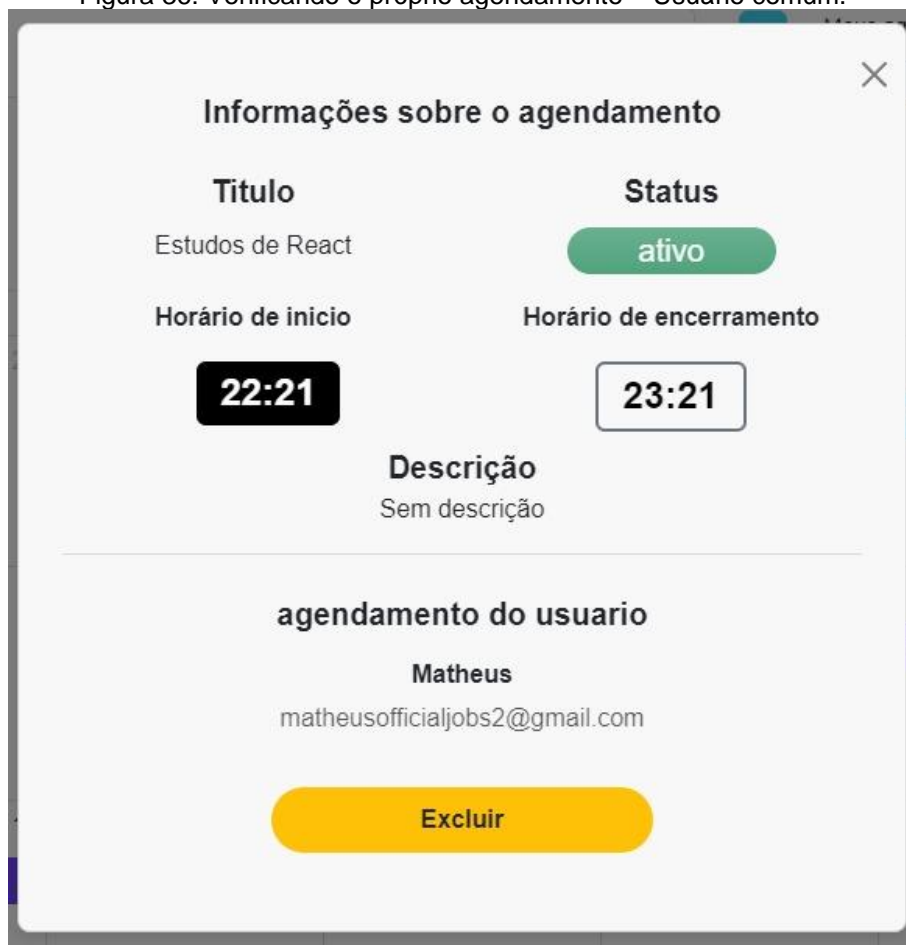 Informações sobre o agendamento
Titulo
Status
Estudos de React
ativo
Horário de inicio
Horário de encerramento
22:21
23:21
Descrição
Sem descrição
agendamento do usuario
Matheus
matheusofficialjobs2@gmail.com
Excluir